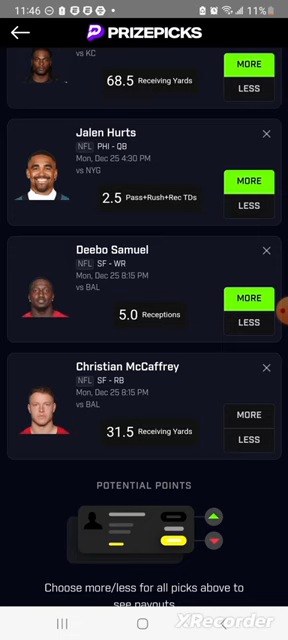 11:46
11%
PRIZEPICKS
vs KC
68.5 Receiving Yards
MORE
LESS
Jalen Hurts
NFL PHI - QB
Mon, Dec 25 4:30 PM
vs NYG
2.5 Pass+Rush+Rec TDs
MORE
LESS
Deebo Samuel
NFL SF - WR
Mon, Dec 25 8:15 PM
vs BAL
5.0 Receptions
MORE
LESS
Christian McCaffrey
NFL SF - RB
Mon, Dec 25 8:15 PM
vs BAL
31.5 Receiving Yards
MORE
LESS
POTENTIAL POINTS
Choose more/less for all picks above to
see payouts
XRecorder